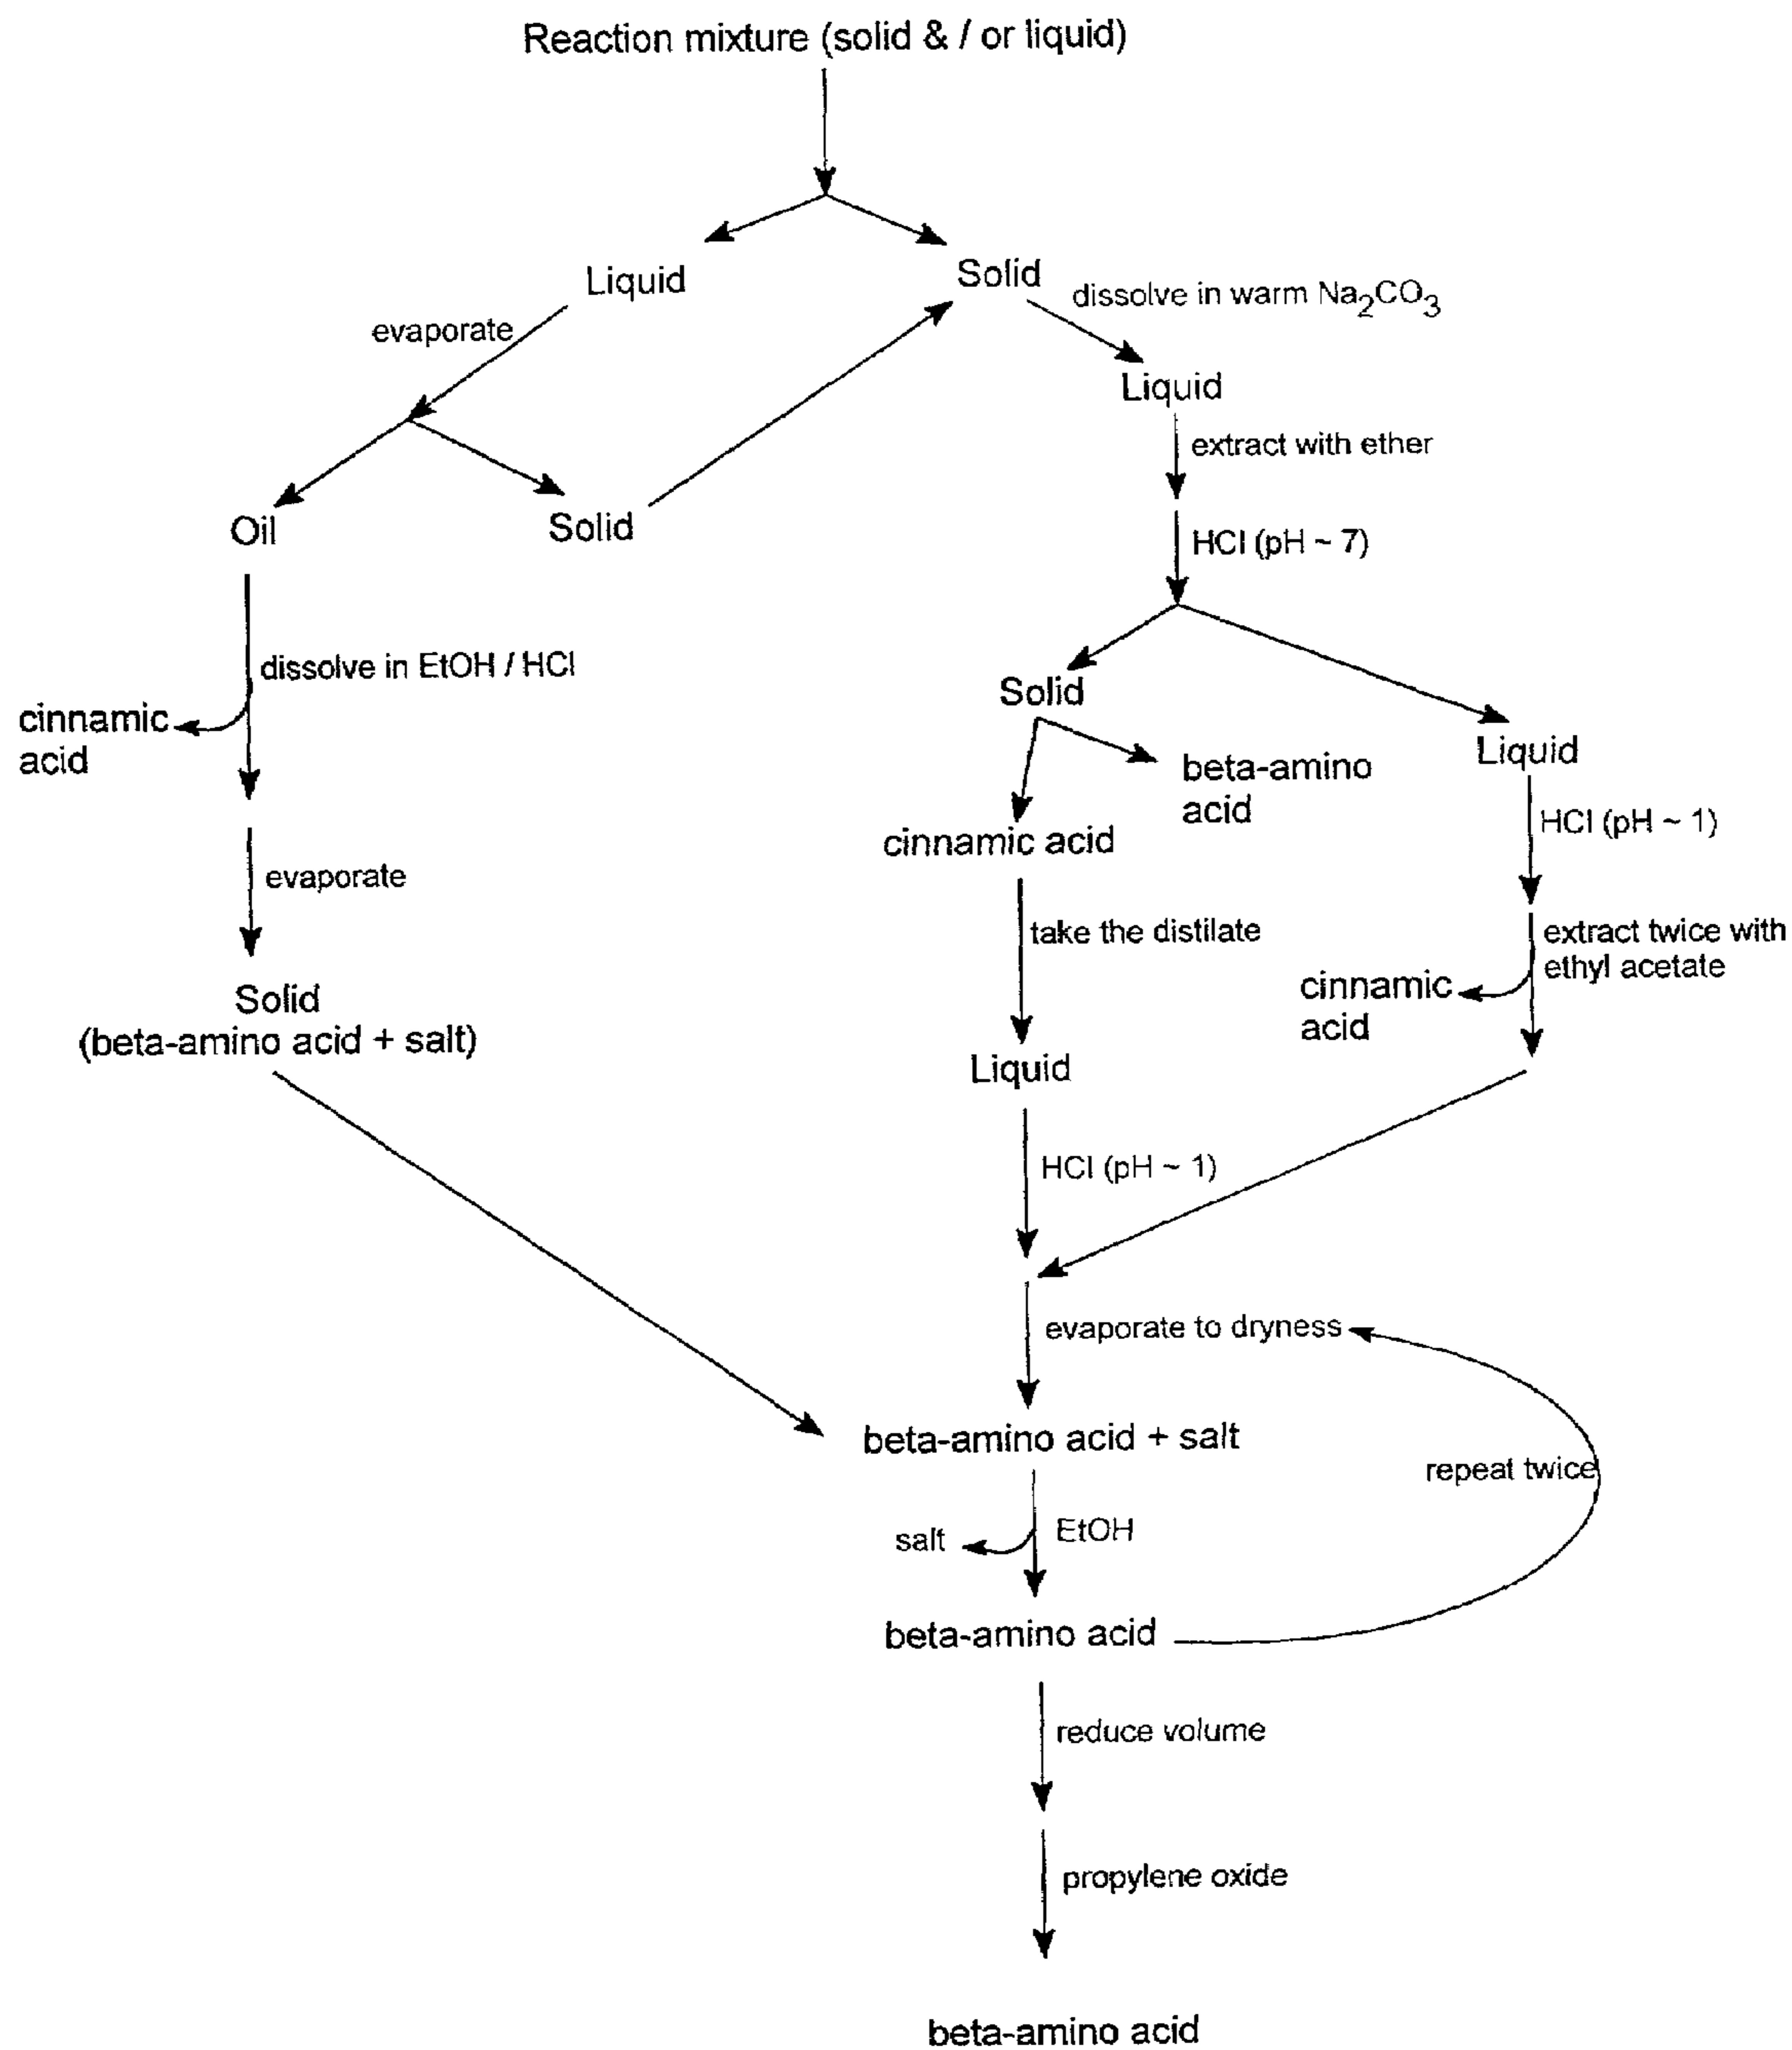 Reaction mixture (solid & / or liquid)
Liquid
Solid
dissolve in warm Na2CO3
evaporate
Liquid
extract with ether
Oil
Solid
HCl (pH ~ 7)
dissolve in EtOH / HCl
cinnamic
acid
Solid
Liquid
beta-amino
acid
HCl (pH ~ 1)
cinnamic acid
evaporate
take the distilate
extract twice with
ethyl acetate
cinnamic
acid
Solid
(beta-amino acid + salt)
Liquid
HCl (pH ~ 1)
evaporate to dryness
beta-amino acid + salt
repeat twice
salt
EtOH
beta-amino acid
reduce volume
propylene oxide
beta-amino acid